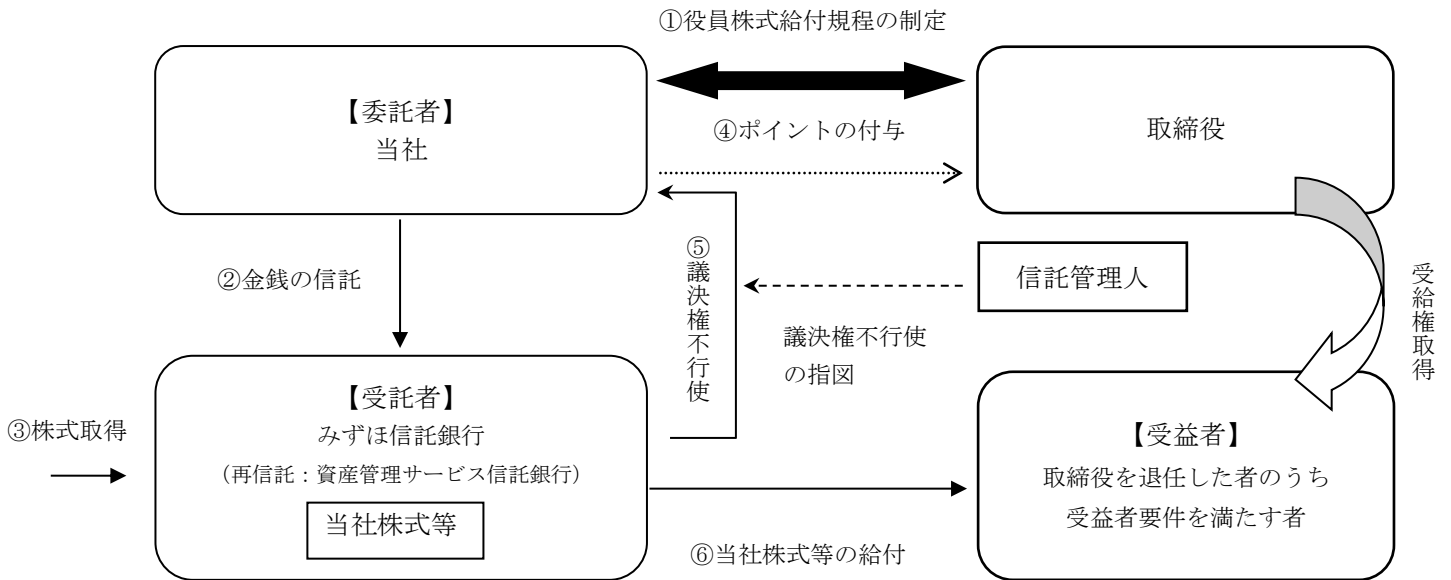 ①役員株式給付規程の制定
【委託者】
当社
④ポイントの付与
取締役
②金銭の信託
⑤議決権不行使
信託管理人
議決権不行使
の指図
受給権取得
③株式取得
【受託者】
みずほ信託銀行
(再信託：資産管理サービス信託銀行)
当社株式等
【受益者】
取締役を退任した者のうち
受益者要件を満たす者
⑥当社株式等の給付